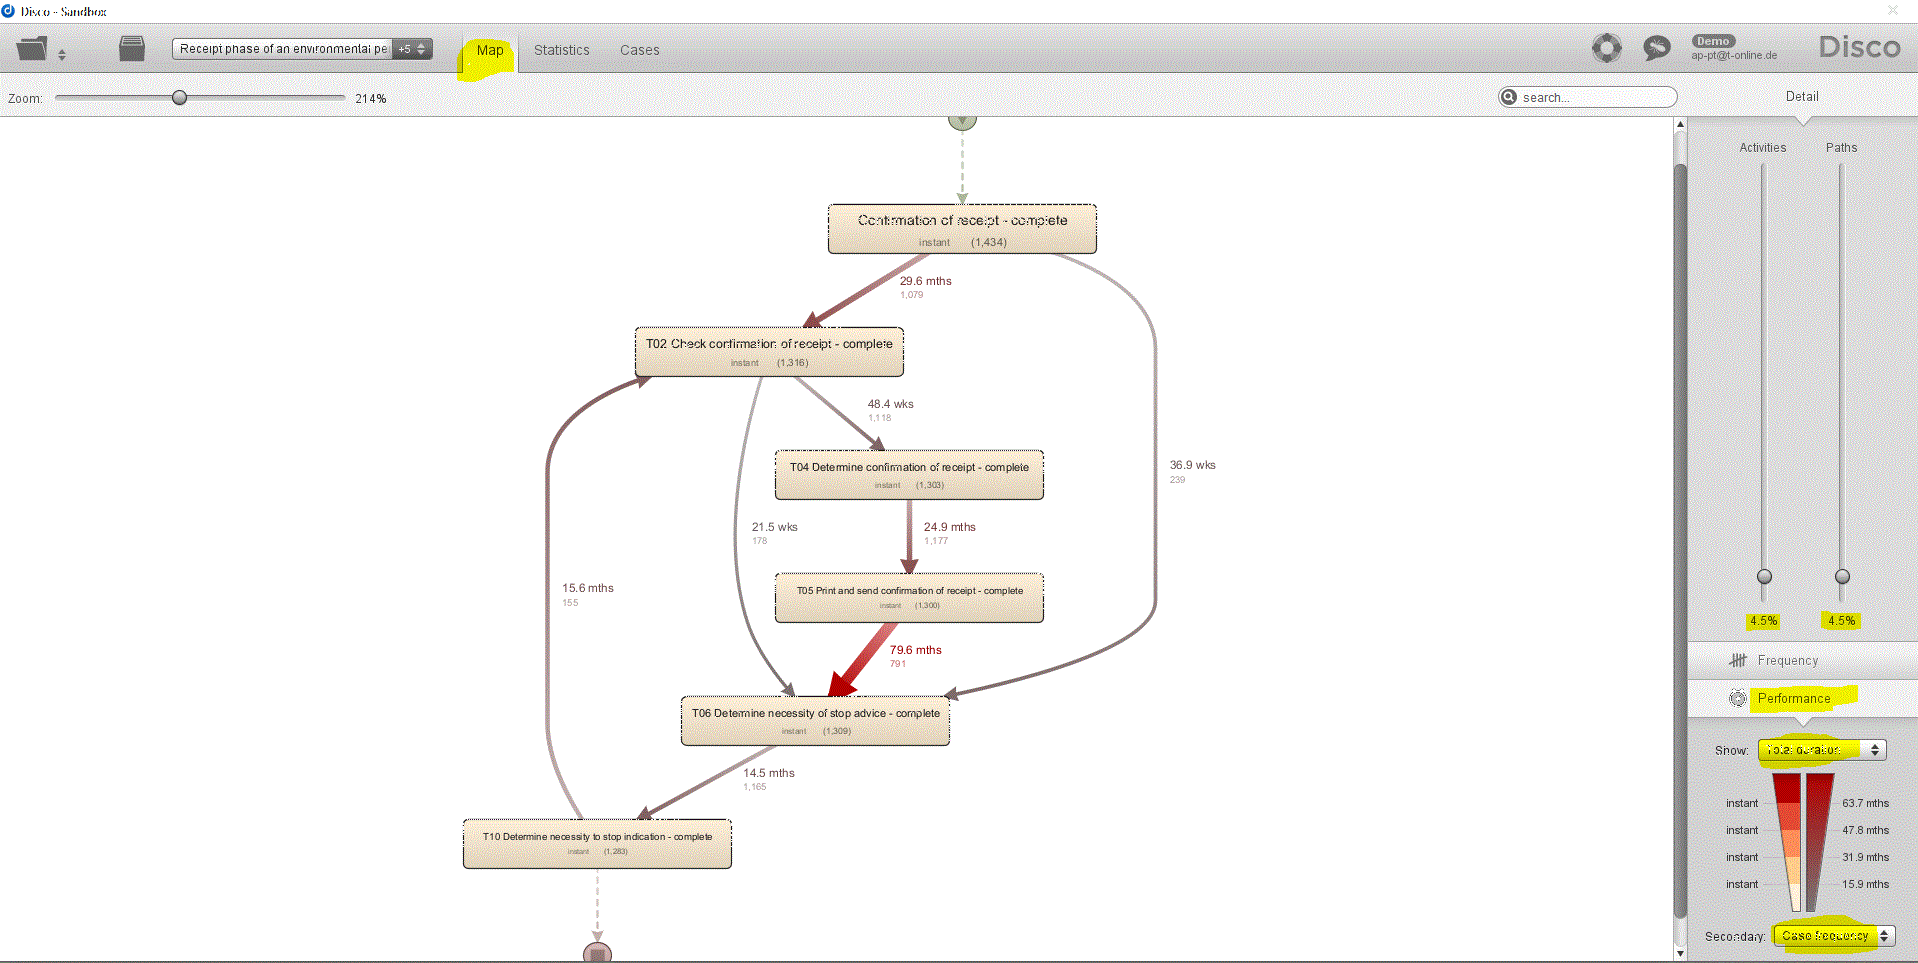 Disco - Sandbox
Receipt phase of an environmental pe +5
Map Statistics Cases
Demo
ap-pt@t-online.de
Disco
Zoom: 214%
search...
Detail
Activities Paths
Confirmation of receipt - complete
instant (1,434)
29.6 mths
1,079
T02 Check confirmation of receipt - complete
instant (1,316)
48.4 wks
1,118
T04 Determine confirmation of receipt - complete
instant (1,303)
36.9 wks
239
21.5 wks
178
24.9 mths
1,177
T05 Print and send confirmation of receipt - complete
instant (1,300)
15.6 mths
155
79.6 mths
791
T06 Determine necessity of stop advice - complete
instant (1,309)
14.5 mths
1,165
T10 Determine necessity to stop indication - complete
instant (1,283)
4.5% 4.5%
Frequency
Performance
Show: Total duration
instant 63.7 mths
instant 47.8 mths
instant 31.9 mths
instant 15.9 mths
Secondary: Case frequency